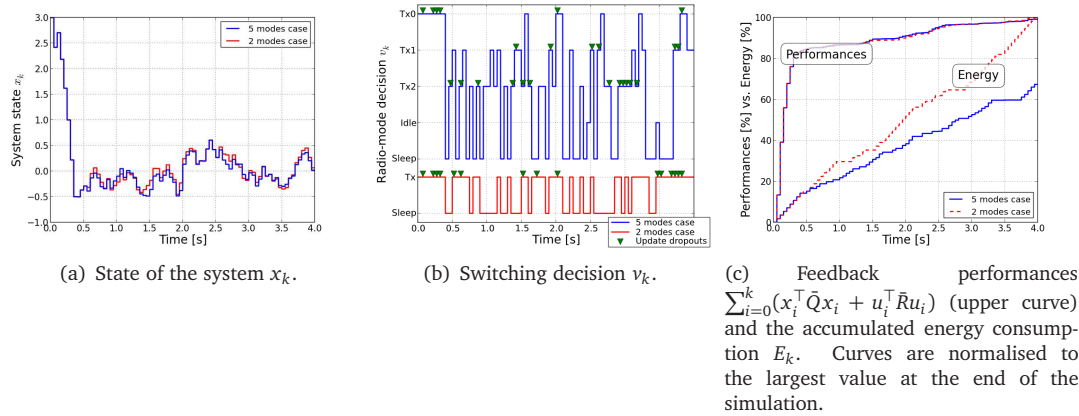 3.0
2.5
2.0
1.5
1.0
0.5
0.0
−0.5
−1.0
System state x_k
0.0 0.5 1.0 1.5 2.0 2.5 3.0 3.5 4.0
Time [s]
5 modes case
2 modes case
(a) State of the system x_k.
Tx0
Tx1
Tx2
Idle
Sleep
Tx
Sleep
Radio-mode decision v_k
0.0 0.5 1.0 1.5 2.0 2.5
Time [s]
5 modes case
2 modes case
Update dropouts
(b) Switching decision v_k.
100
80
60
40
20
0
Performances [%] vs. Energy [%]
Performances
Energy
0.0 0.5 1.0 1.5 2.0 2.5 3.0 3.5 4.0
Time [s]
5 modes case
2 modes case
(c) Feedback performances
∑_{i=0}^{k}(x_i^⊤ Q̄x_i + u_i^⊤ R̄u_i) (upper curve)
and the accumulated energy consump-
tion E_k. Curves are normalised to
the largest value at the end of the
simulation.